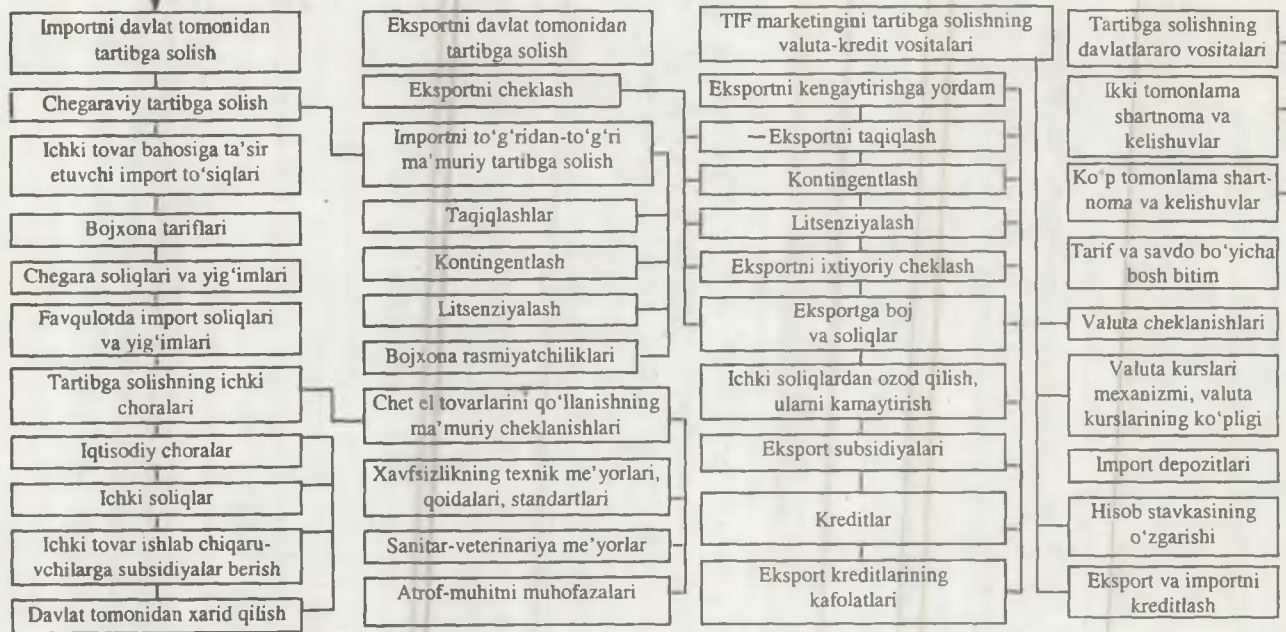 Importni davlat tomonidan
tartibga solish
Chegaraviy tartibga solish
Ichki tovar bahosiga ta'sir
etuvchi import to‘siqlari
Bojxona tariflari
Chegara soliqlari va yig‘imlari
Favqulotda import soliqlari
va yig‘imlari
Tartibga solishning ichki
choralari
Iqtisodiy choralar
Ichki soliqlar
Ichki tovar ishlab chiqaru-
vchilarga subsidiyalar berish
Davlat tomonidan xarid qilish
Eksportni davlat tomonidan
tartibga solish
Eksportni cheklash
Importni to‘g‘ridan-to‘g‘ri
ma’muriy tartibga solish
Taqiqlashlar
Kontingentlash
Litsenziyalash
Bojxona rasmiyatchiliklari
Chet el tovarlarini qo‘llanishning
ma’muriy cheklanishlari
Xavfsizlikning texnik me’yorlari,
qoidalari, standartlari
Sanitar-veterinariya me’yorlar
Atrof-muhitni muhofazalari
TIF marketingini tartibga solishning
valuta-kredit vositalari
Eksportni kengaytirishga yordam
Eksportni taqiqlash
Kontingentlash
Litsenziyalash
Eksportni ixtiyoriy cheklash
Eksportga boj
va soliqlar
Ichki soliqlardan ozod qilish,
ularni kamaytirish
Eksport subsidiyalari
Kreditlar
Eksport kreditlarining
kafolatlari
Tartibga solishning
davlatlararo vositalari
Ikki tomonlama
shartnoma va
kelishuvlar
Ko‘p tomonlama shart-
noma va kelishuvlar
Tarif va savdo bo‘yicha
bosh bitim
Valuta cheklanishlari
Valuta kurslari
mexanizmi, valuta
kurslarining ko‘pligi
Import depozitlari
Hisob stavkasining
o‘zgarishi
Eksport va importni
kreditlash